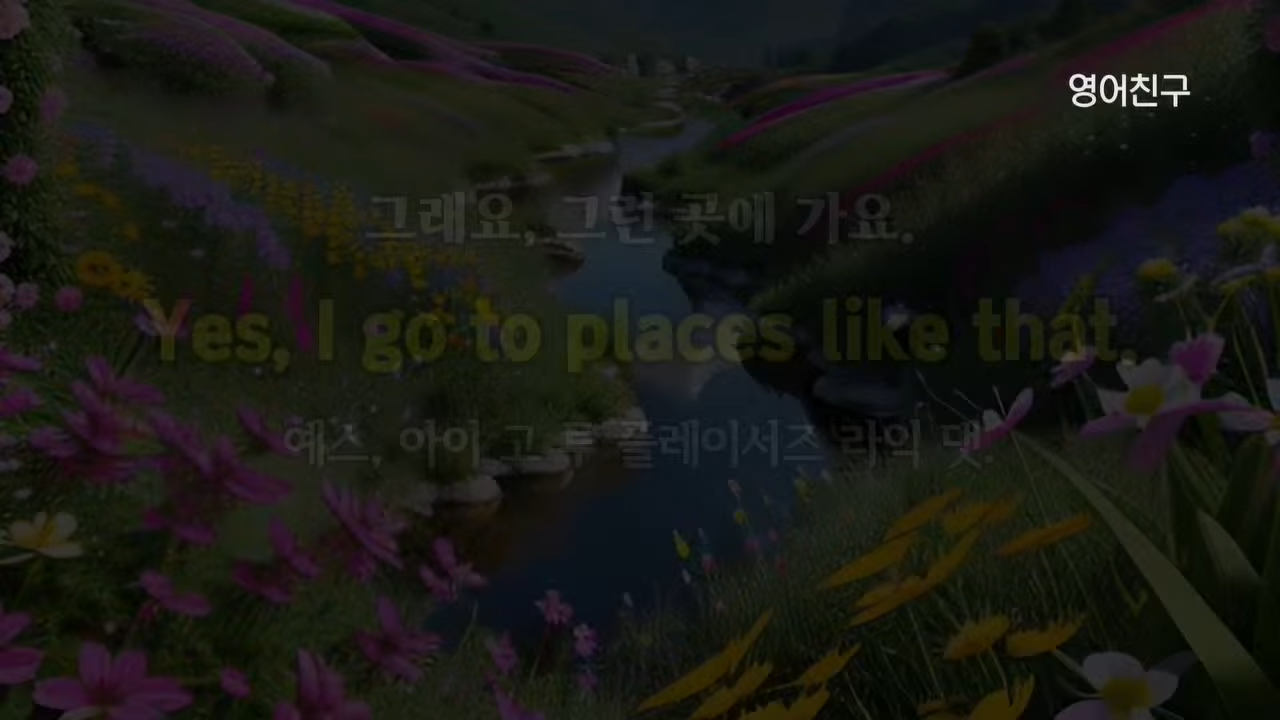 영어친구
그래요, 그런 곳에 가요.
Yes, I go to places like that.
예스, 아이 고 투 플레이서즈 라익 댓.